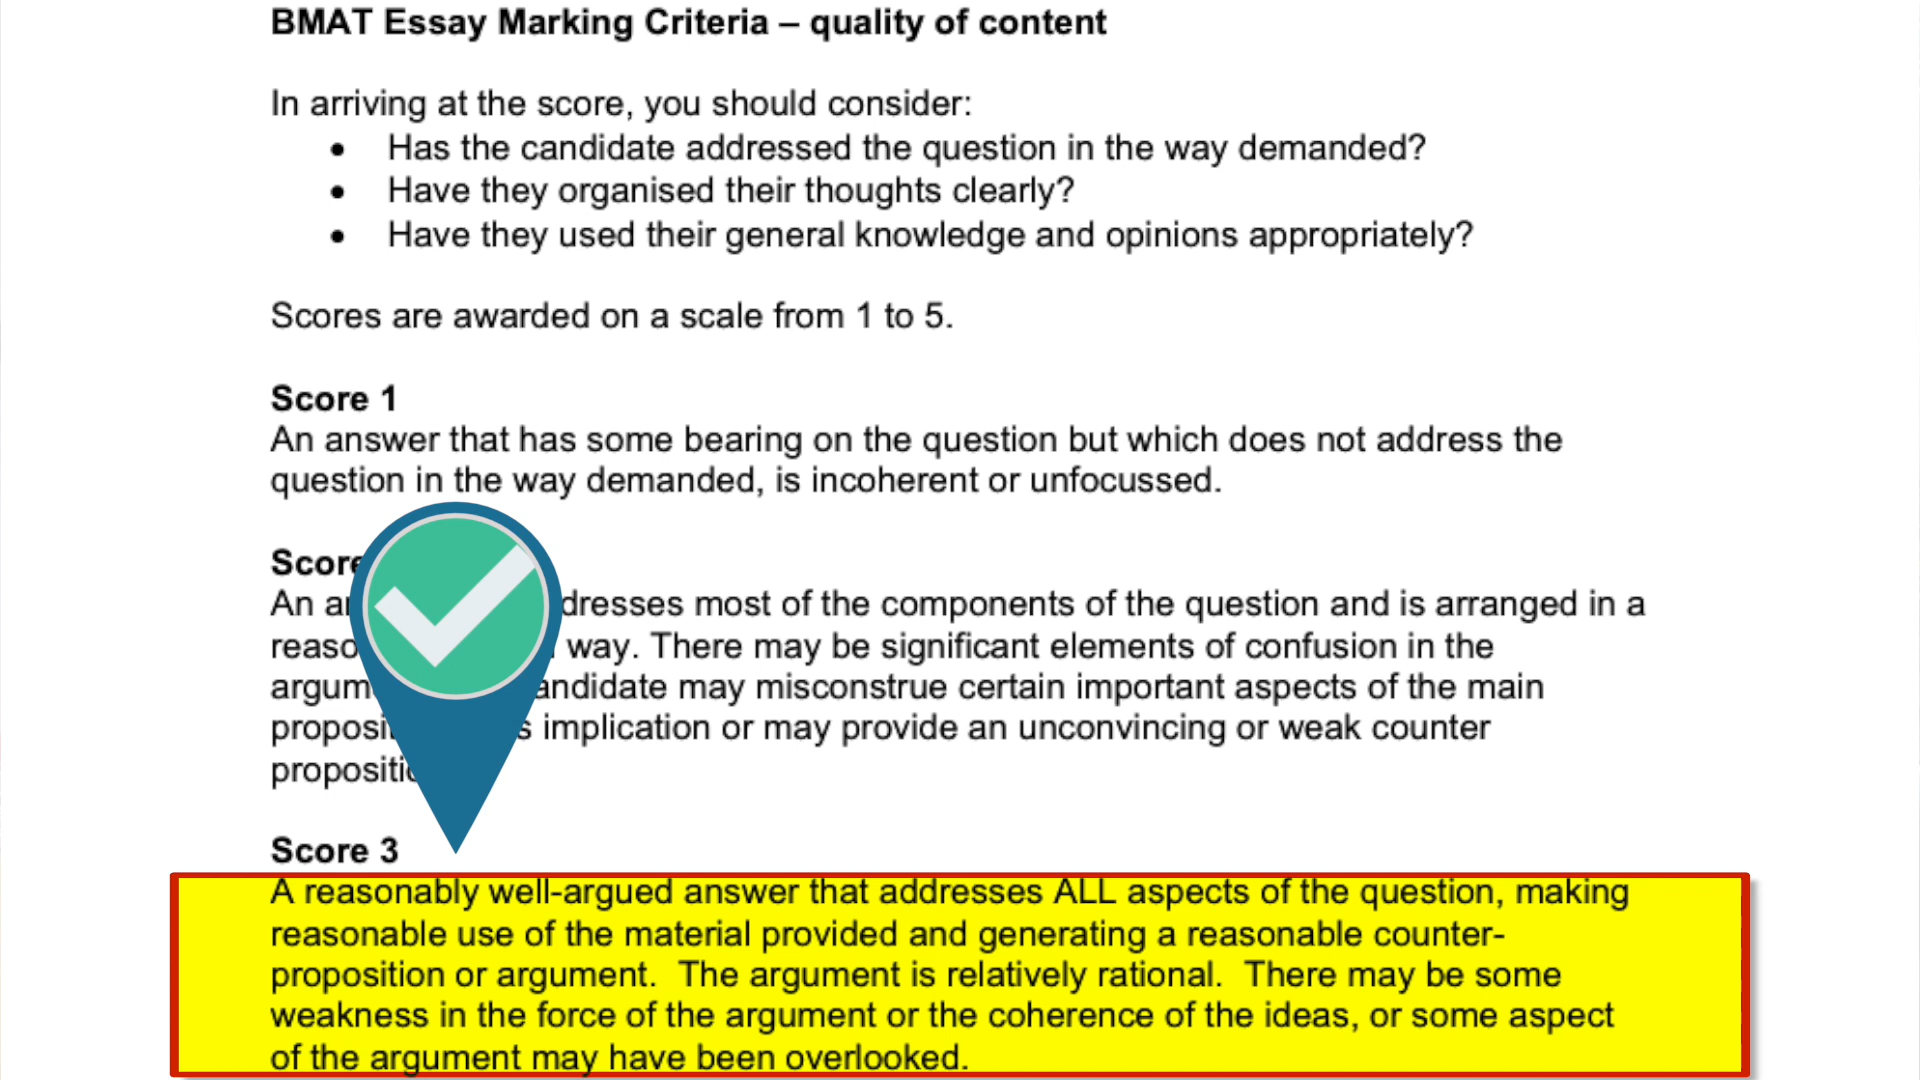 BMAT Essay Marking Criteria – quality of content
In arriving at the score, you should consider:
• Has the candidate addressed the question in the way demanded?
• Have they organised their thoughts clearly?
• Have they used their general knowledge and opinions appropriately?
Scores are awarded on a scale from 1 to 5.
Score 1
An answer that has some bearing on the question but which does not address the
question in the way demanded, is incoherent or unfocussed.
Score
An dresses most of the components of the question and is arranged in a
way. There may be significant elements of confusion in the
may misconstrue certain important aspects of the main
implication or may provide an unconvincing or weak counter
Score 3
A reasonably well-argued answer that addresses ALL aspects of the question, making
reasonable use of the material provided and generating a reasonable counter-
proposition or argument. The argument is relatively rational. There may be some
weakness in the force of the argument or the coherence of the ideas, or some aspect
of the argument may have been overlooked.